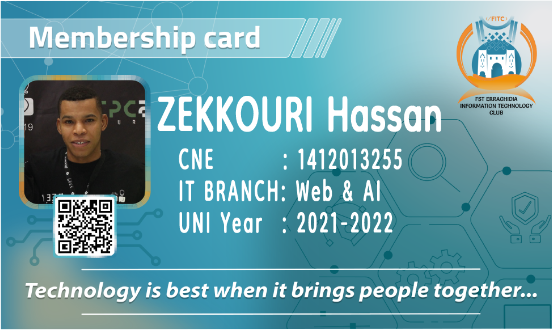 Membership card
FITC
FST ERRACHIDIA
INFORMATION TECHNOLOGY
CLUB
ZEKKOURI Hassan
CNE : 1412013255
IT BRANCH: Web & AI
UNI Year : 2021-2022
Technology is best when it brings people together...